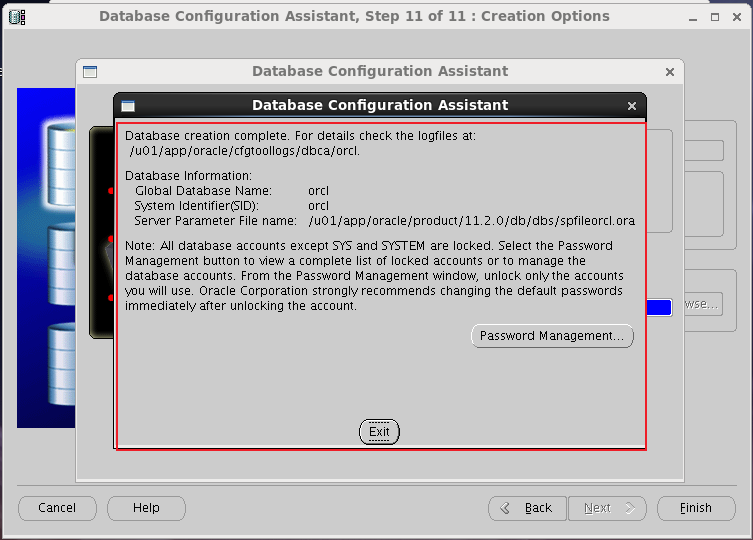 Database Configuration Assistant, Step 11 of 11 : Creation Options
Database Configuration Assistant
Database Configuration Assistant
Database creation complete. For details check the logfiles at:
/u01/app/oracle/cfgtoollogs/dbca/orcl.
Database Information:
Global Database Name: orcl
System Identifier(SID): orcl
Server Parameter File name: /u01/app/oracle/product/11.2.0/db/dbs/spfileorcl.ora
Note: All database accounts except SYS and SYSTEM are locked. Select the Password
Management button to view a complete list of locked accounts or to manage the
database accounts. From the Password Management window, unlock only the accounts
you will use. Oracle Corporation strongly recommends changing the default passwords
immediately after unlocking the account.
wse...
Password Management...
Exit
Cancel Help Back Next Finish